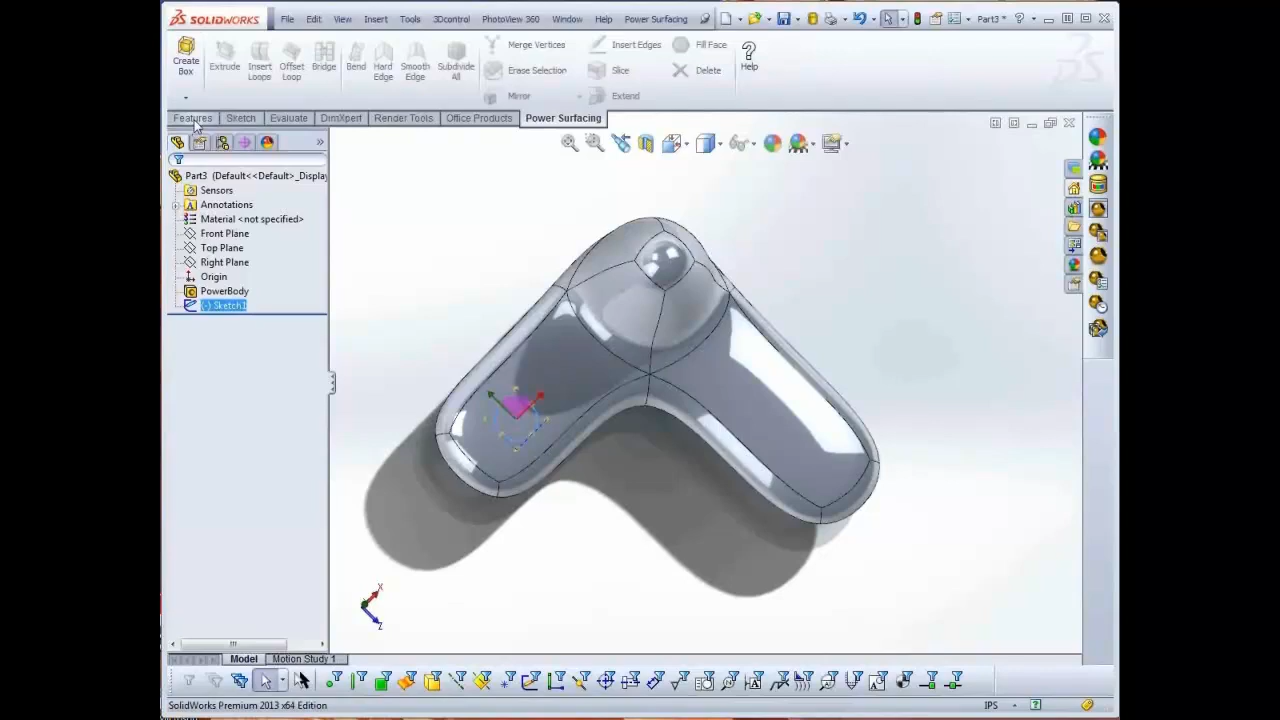 SOLIDWORKS File Edit View Insert Tools 3Dcontrol PhotoView 360 Window Help Power Surfacing Part3 *
Create Box
Extrude
Insert Loops
Offset Loop
Bridge
Bend
Hard Edge
Smooth Edge
Subdivide All
Merge Vertices
Insert Edges
Fill Face
Erase Selection
Slice
Delete
Mirror
Extend
Help
Features Sketch Evaluate DimXpert Render Tools Office Products Power Surfacing
Part3 (Default<<Default>_Displa
Sensors
Annotations
Material <not specified>
Front Plane
Top Plane
Right Plane
Origin
PowerBody
(-) Sketch1
X
Z
Model Motion Study 1
SolidWorks Premium 2013 x64 Edition IPS